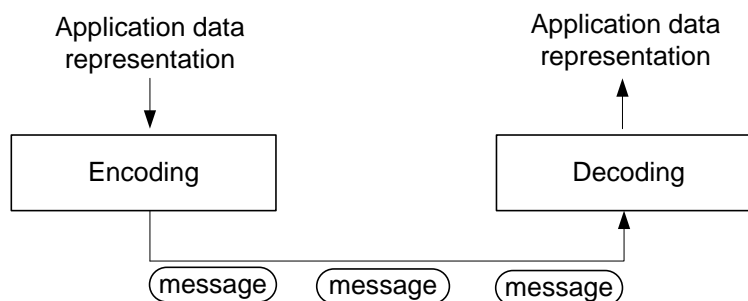 Application data
representation
Application data
representation
Encoding
Decoding
message
message
message